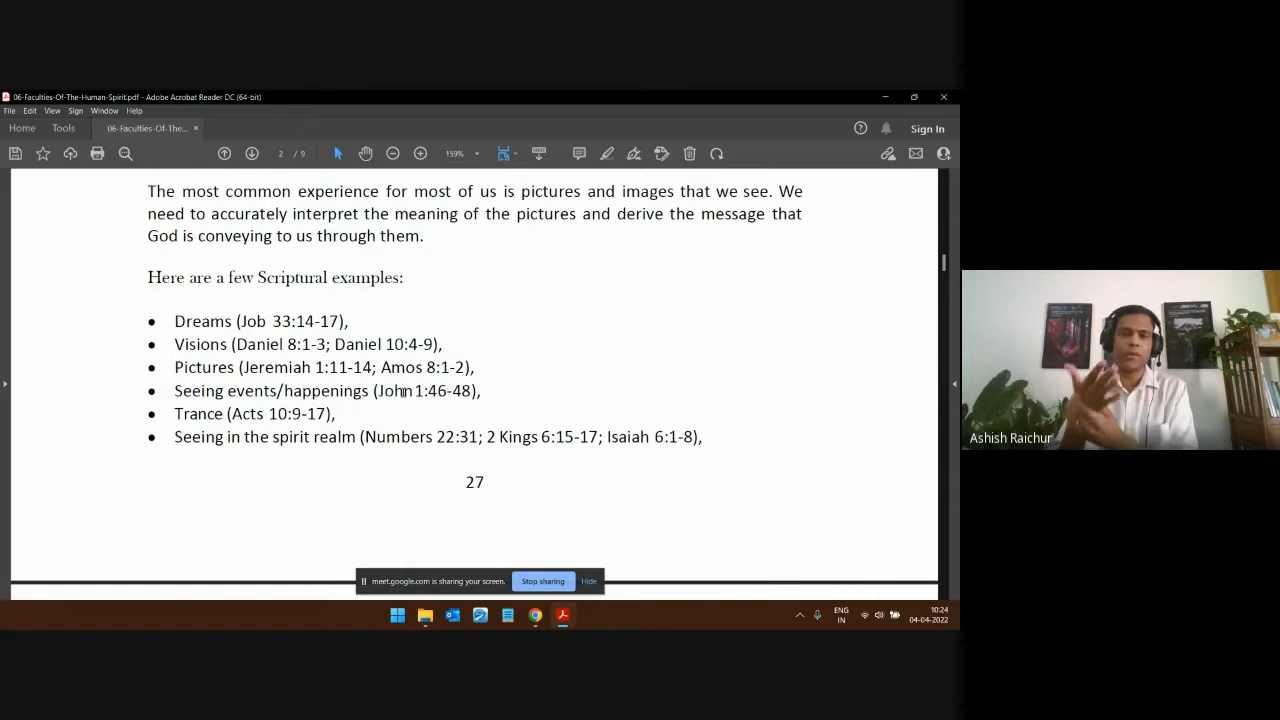 06-Faculties-Of-The-Human-Spirit.pdf - Adobe Acrobat Reader DC (64-bit)
File Edit View Sign Window Help
Home Tools 06-Faculties-Of-The... × Sign In
2 / 9 159%
The most common experience for most of us is pictures and images that we see. We
need to accurately interpret the meaning of the pictures and derive the message that
God is conveying to us through them.
Here are a few Scriptural examples:
• Dreams (Job 33:14-17),
• Visions (Daniel 8:1-3; Daniel 10:4-9),
• Pictures (Jeremiah 1:11-14; Amos 8:1-2),
• Seeing events/happenings (John 1:46-48),
• Trance (Acts 10:9-17),
• Seeing in the spirit realm (Numbers 22:31; 2 Kings 6:15-17; Isaiah 6:1-8),
27
meet.google.com is sharing your screen. Stop sharing Hide
ENG
IN
10:24
04-04-2022
Ashish Raichur